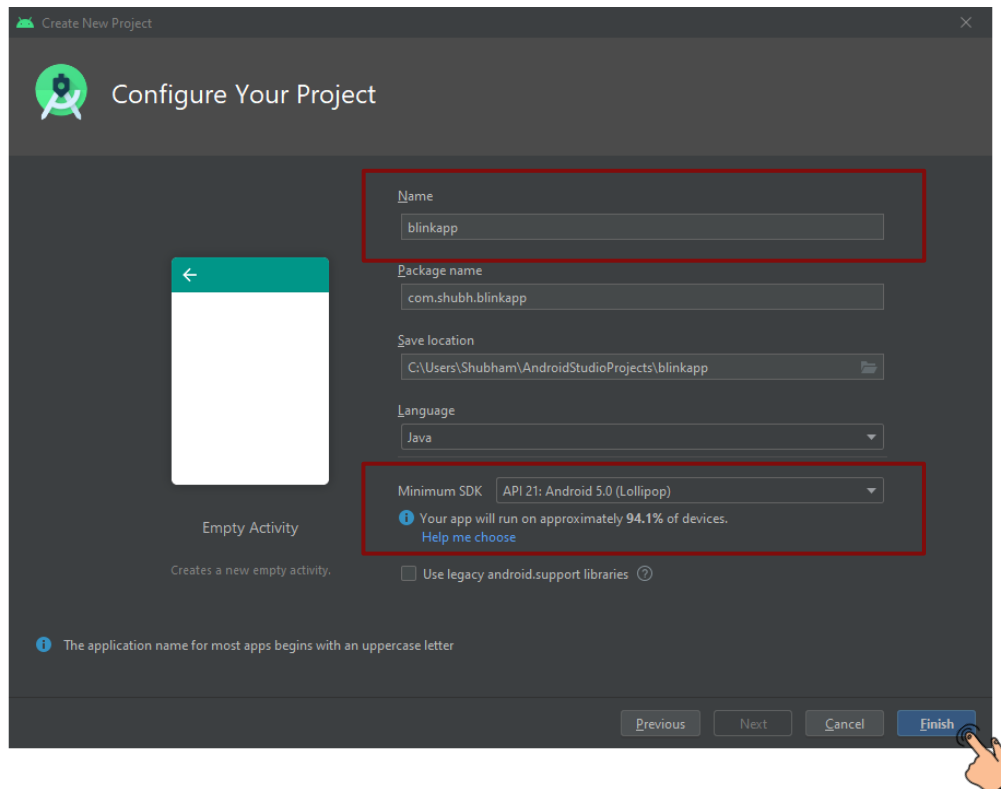 Create New Project
Configure Your Project
Name
blinkapp
Package name
com.shubh.blinkapp
Save location
C:\Users\Shubham\AndroidStudioProjects\blinkapp
Language
Java
Minimum SDK API 21: Android 5.0 (Lollipop)
Your app will run on approximately 94.1% of devices.
Help me choose
Use legacy android.support libraries
Empty Activity
Creates a new empty activity.
The application name for most apps begins with an uppercase letter
Previous Next Cancel Finish